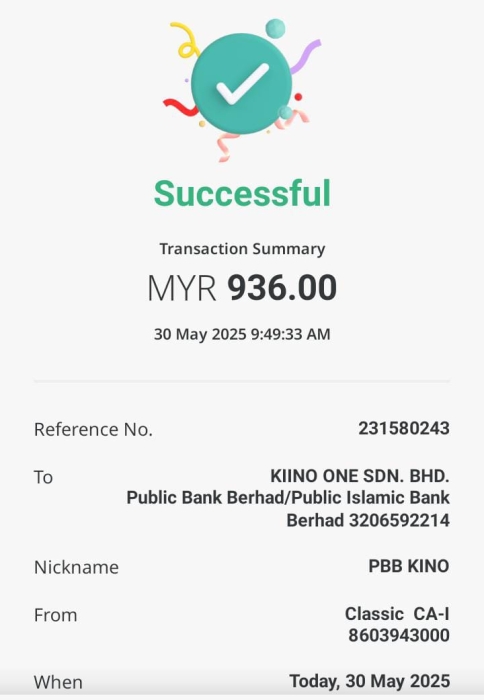 Successful
Transaction Summary
MYR 936.00
30 May 2025 9:49:33 AM
Reference No. 231580243
To KIINO ONE SDN. BHD.
Public Bank Berhad/Public Islamic Bank
Berhad 3206592214
Nickname PBB KINO
From Classic CA-I
8603943000
When Today, 30 May 2025